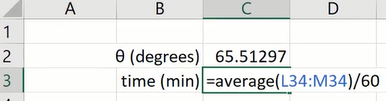 A B C D
1
2 θ (degrees) 65.51297
3 time (min) =average(L34:M34)/60